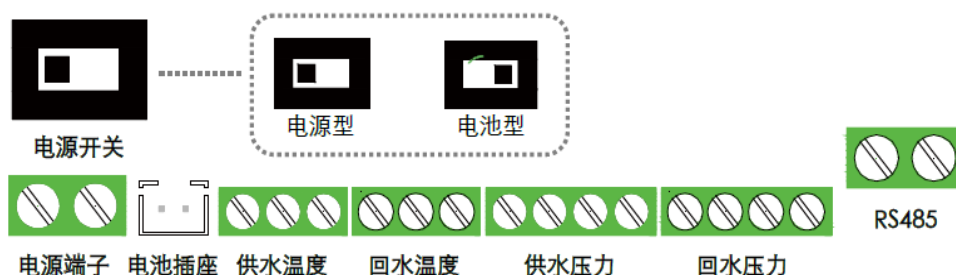 电源型
电池型
电源开关
RS485
电源端子
电池插座
供水温度
回水温度
供水压力
回水压力